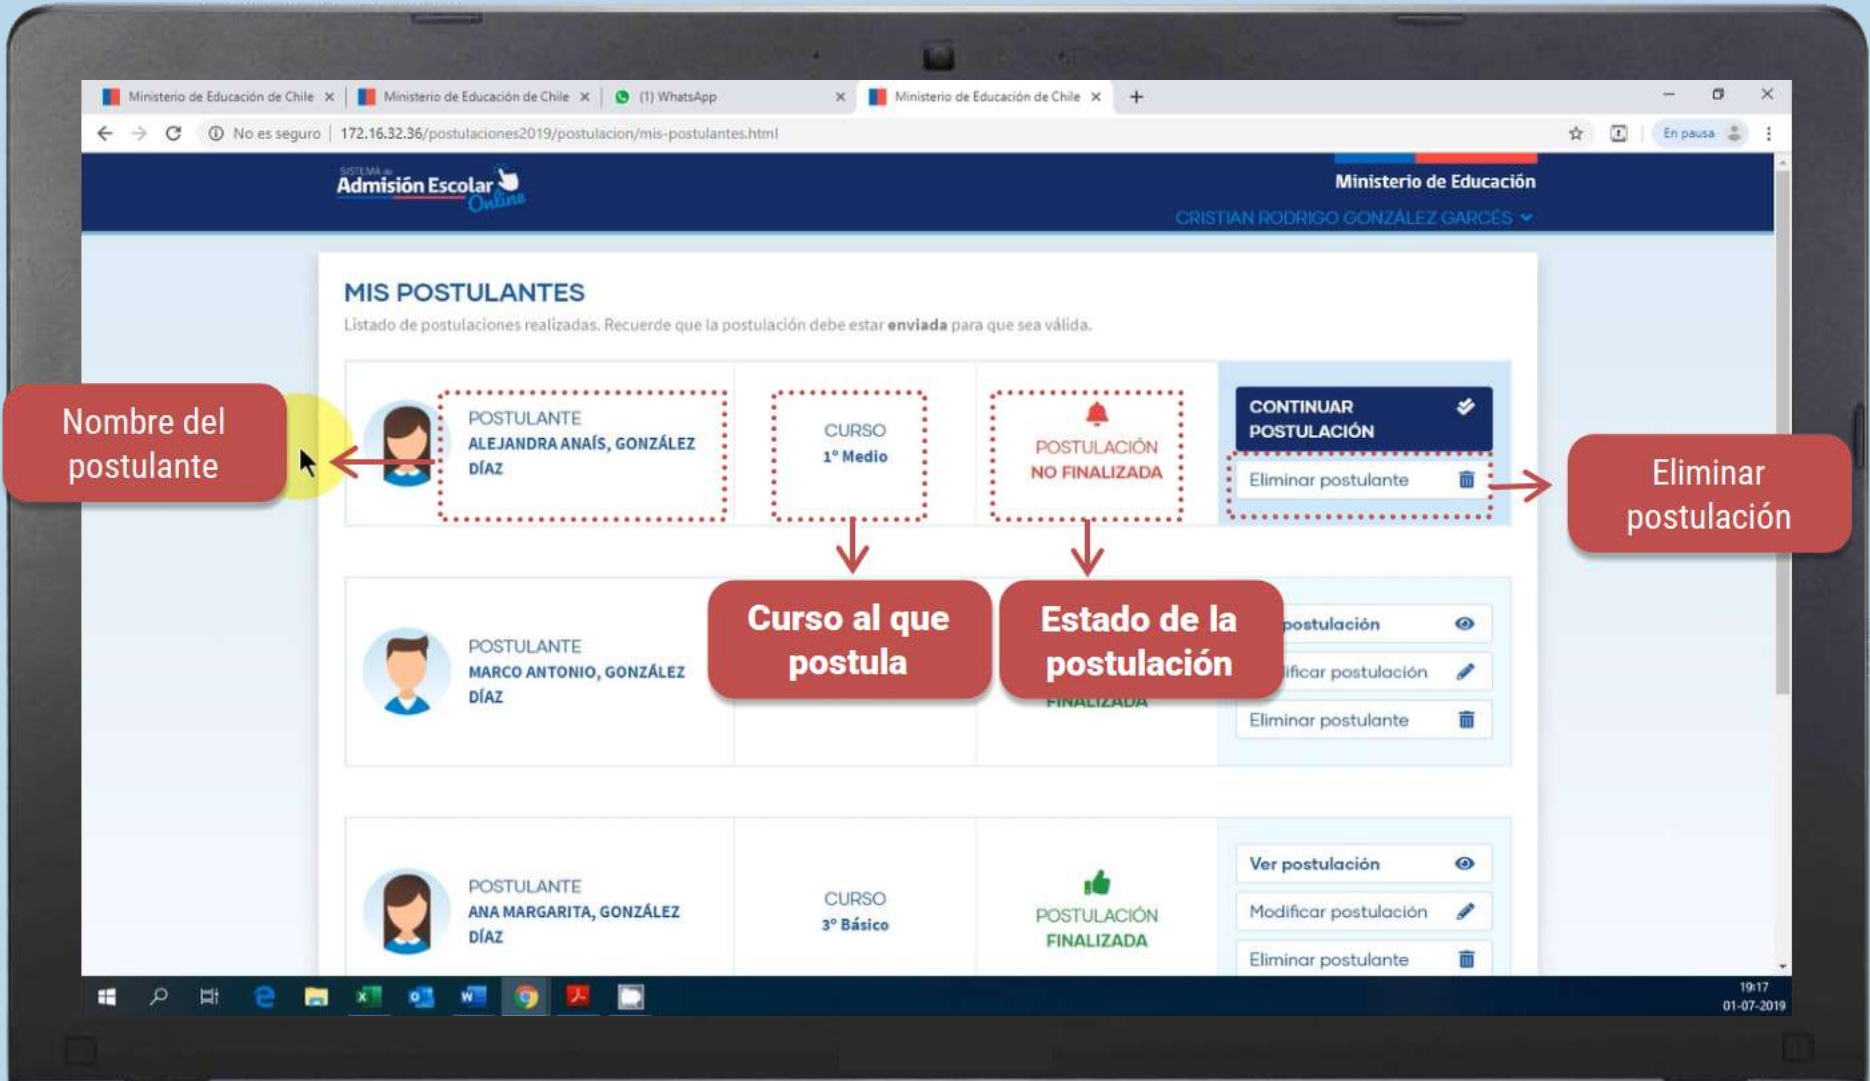 Ministerio de Educación de Chile
Ministerio de Educación de Chile
(1) WhatsApp
Ministerio de Educación de Chile
No es seguro | 172.16.32.36/postulaciones2019/postulacion/mis-postulantes.html
En pausa
SISTEMA de
Admisión Escolar
Online
Ministerio de Educación
CRISTIAN RODRIGO GONZÁLEZ GARCÉS
MIS POSTULANTES
Listado de postulaciones realizadas. Recuerde que la postulación debe estar enviada para que sea válida.
Nombre del
postulante
POSTULANTE
ALEJANDRA ANAÍS, GONZÁLEZ
DÍAZ
CURSO
1° Medio
POSTULACIÓN
NO FINALIZADA
CONTINUAR
POSTULACIÓN
Eliminar postulante
Eliminar
postulación
Curso al que
postula
Estado de la
postulación
POSTULANTE
MARCO ANTONIO, GONZÁLEZ
DÍAZ
FINALIZADA
postulación
ificar postulación
Eliminar postulante
POSTULANTE
ANA MARGARITA, GONZÁLEZ
DÍAZ
CURSO
3° Básico
POSTULACIÓN
FINALIZADA
Ver postulación
Modificar postulación
Eliminar postulante
19:17
01-07-2019